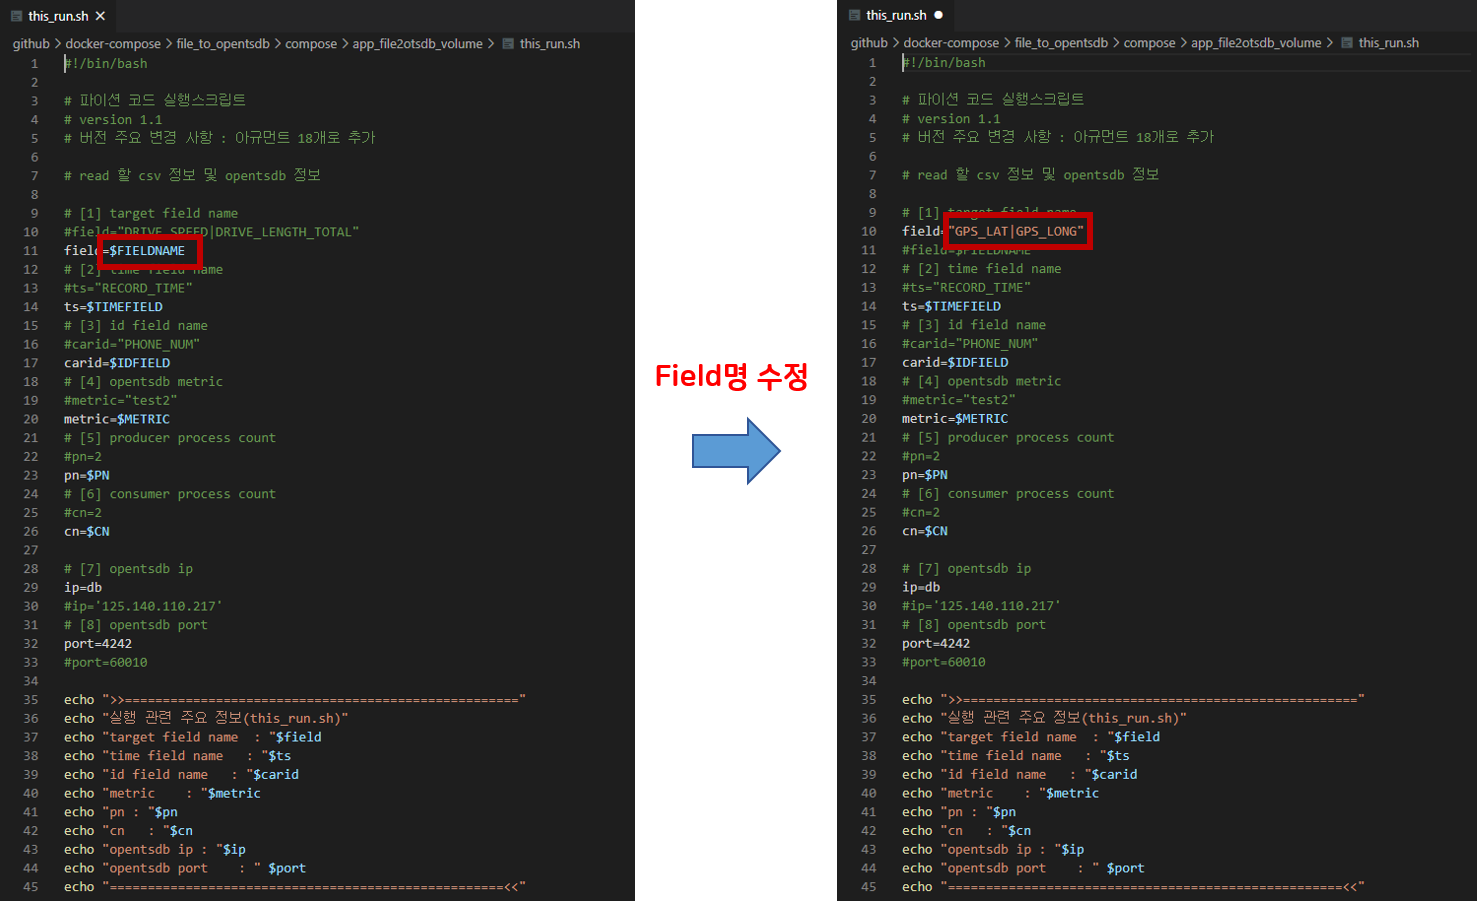 this_run.sh
github > docker-compose > file_to_opentsdb > compose > app_file2otsdb_volume > this_run.sh
1 #!/bin/bash
2
3 # 파이션 코드 실행스크립트
4 # version 1.1
5 # 버전 주요 변경 사항 : 아규먼트 18개로 추가
6
7 # read 할 csv 정보 및 opentsdb 정보
8
9 # [1] target field name
10 #field="DRIVE_SPEED|DRIVE_LENGTH_TOTAL"
11 field=$FIELDNAME
12 # [2] time field name
13 #ts="RECORD_TIME"
14 ts=$TIMEFIELD
15 # [3] id field name
16 #carid="PHONE_NUM"
17 carid=$IDFIELD
18 # [4] opentsdb metric
19 #metric="test2"
20 metric=$METRIC
21 # [5] producer process count
22 #pn=2
23 pn=$PN
24 # [6] consumer process count
25 #cn=2
26 cn=$CN
27
28 # [7] opentsdb ip
29 ip=db
30 #ip='125.140.110.217'
31 # [8] opentsdb port
32 port=4242
33 #port=60010
34
35 echo ">>===================================================="
36 echo "실행 관련 주요 정보(this_run.sh)"
37 echo "target field name  : "$field
38 echo "time field name   : "$ts
39 echo "id field name   : "$carid
40 echo "metric    : "$metric
41 echo "pn : "$pn
42 echo "cn   : "$cn
43 echo "opentsdb ip : "$ip
44 echo "opentsdb port    : " $port
45 echo "====================================================<<"
Field명 수정
this_run.sh
github > docker-compose > file_to_opentsdb > compose > app_file2otsdb_volume > this_run.sh
1 #!/bin/bash
2
3 # 파이션 코드 실행스크립트
4 # version 1.1
5 # 버전 주요 변경 사항 : 아규먼트 18개로 추가
6
7 # read 할 csv 정보 및 opentsdb 정보
8
9 # [1] target field name
10 field="GPS_LAT|GPS_LONG"
11 #field=$FIELDNAME
12 # [2] time field name
13 #ts="RECORD_TIME"
14 ts=$TIMEFIELD
15 # [3] id field name
16 #carid="PHONE_NUM"
17 carid=$IDFIELD
18 # [4] opentsdb metric
19 #metric="test2"
20 metric=$METRIC
21 # [5] producer process count
22 #pn=2
23 pn=$PN
24 # [6] consumer process count
25 #cn=2
26 cn=$CN
27
28 # [7] opentsdb ip
29 ip=db
30 #ip='125.140.110.217'
31 # [8] opentsdb port
32 port=4242
33 #port=60010
34
35 echo ">>===================================================="
36 echo "실행 관련 주요 정보(this_run.sh)"
37 echo "target field name  : "$field
38 echo "time field name   : "$ts
39 echo "id field name   : "$carid
40 echo "metric    : "$metric
41 echo "pn : "$pn
42 echo "cn   : "$cn
43 echo "opentsdb ip : "$ip
44 echo "opentsdb port    : " $port
45 echo "====================================================<<"